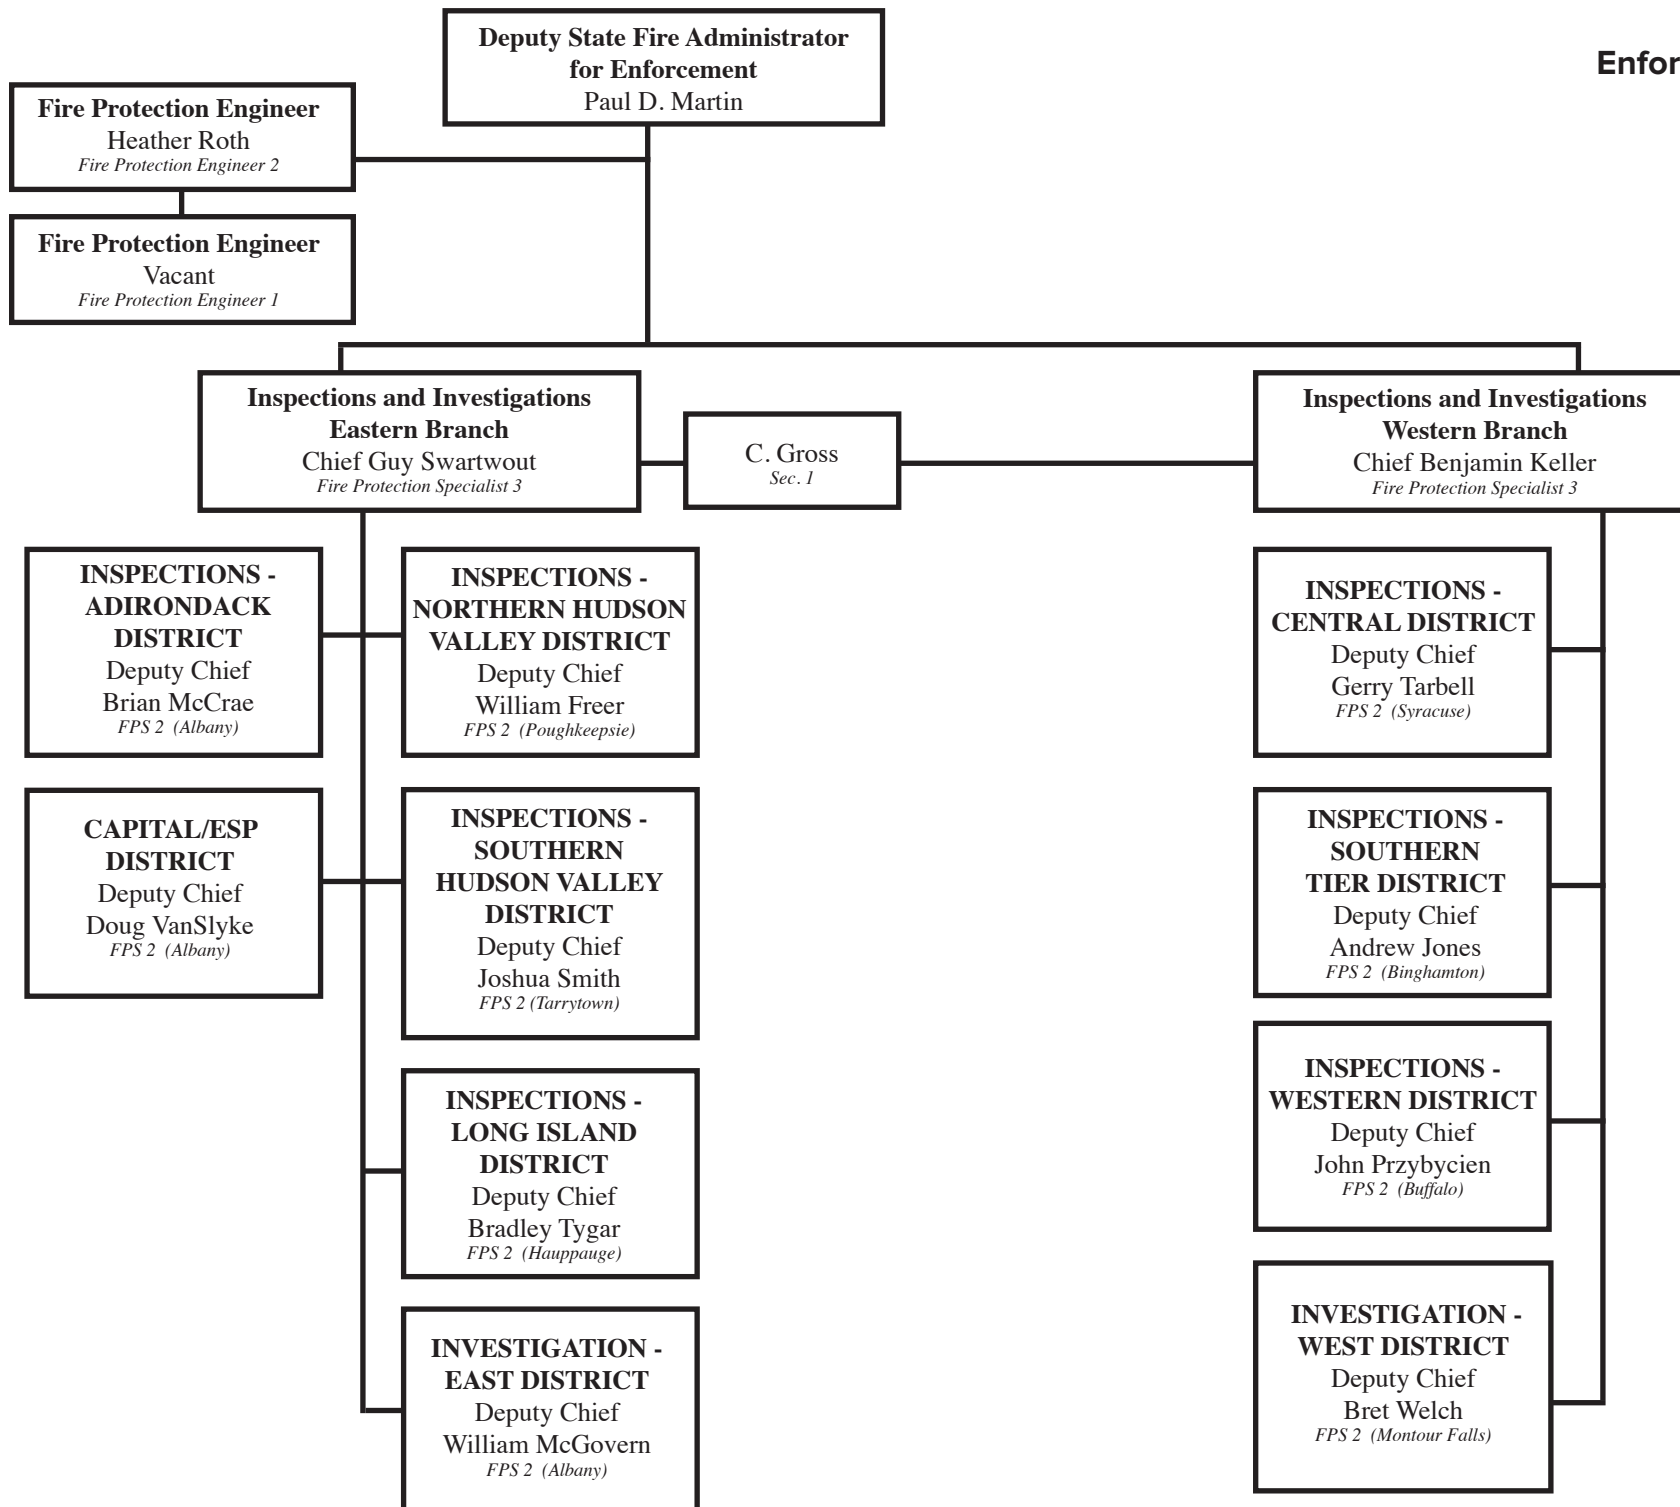 Deputy State Fire Administrator
for Enforcement
Paul D. Martin
Enfor
Fire Protection Engineer
Heather Roth
Fire Protection Engineer 2
Fire Protection Engineer
Vacant
Fire Protection Engineer 1
Inspections and Investigations
Eastern Branch
Chief Guy Swartwout
Fire Protection Specialist 3
C. Gross
Sec. 1
Inspections and Investigations
Western Branch
Chief Benjamin Keller
Fire Protection Specialist 3
INSPECTIONS -
ADIRONDACK
DISTRICT
Deputy Chief
Brian McCrae
FPS 2 (Albany)
INSPECTIONS -
NORTHERN HUDSON
VALLEY DISTRICT
Deputy Chief
William Freer
FPS 2 (Poughkeepsie)
INSPECTIONS -
CENTRAL DISTRICT
Deputy Chief
Gerry Tarbell
FPS 2 (Syracuse)
CAPITAL/ESP
DISTRICT
Deputy Chief
Doug VanSlyke
FPS 2 (Albany)
INSPECTIONS -
SOUTHERN
HUDSON VALLEY
DISTRICT
Deputy Chief
Joshua Smith
FPS 2 (Tarrytown)
INSPECTIONS -
SOUTHERN
TIER DISTRICT
Deputy Chief
Andrew Jones
FPS 2 (Binghamton)
INSPECTIONS -
LONG ISLAND
DISTRICT
Deputy Chief
Bradley Tygar
FPS 2 (Hauppauge)
INSPECTIONS -
WESTERN DISTRICT
Deputy Chief
John Przybycien
FPS 2 (Buffalo)
INVESTIGATION -
EAST DISTRICT
Deputy Chief
William McGovern
FPS 2 (Albany)
INVESTIGATION -
WEST DISTRICT
Deputy Chief
Bret Welch
FPS 2 (Montour Falls)